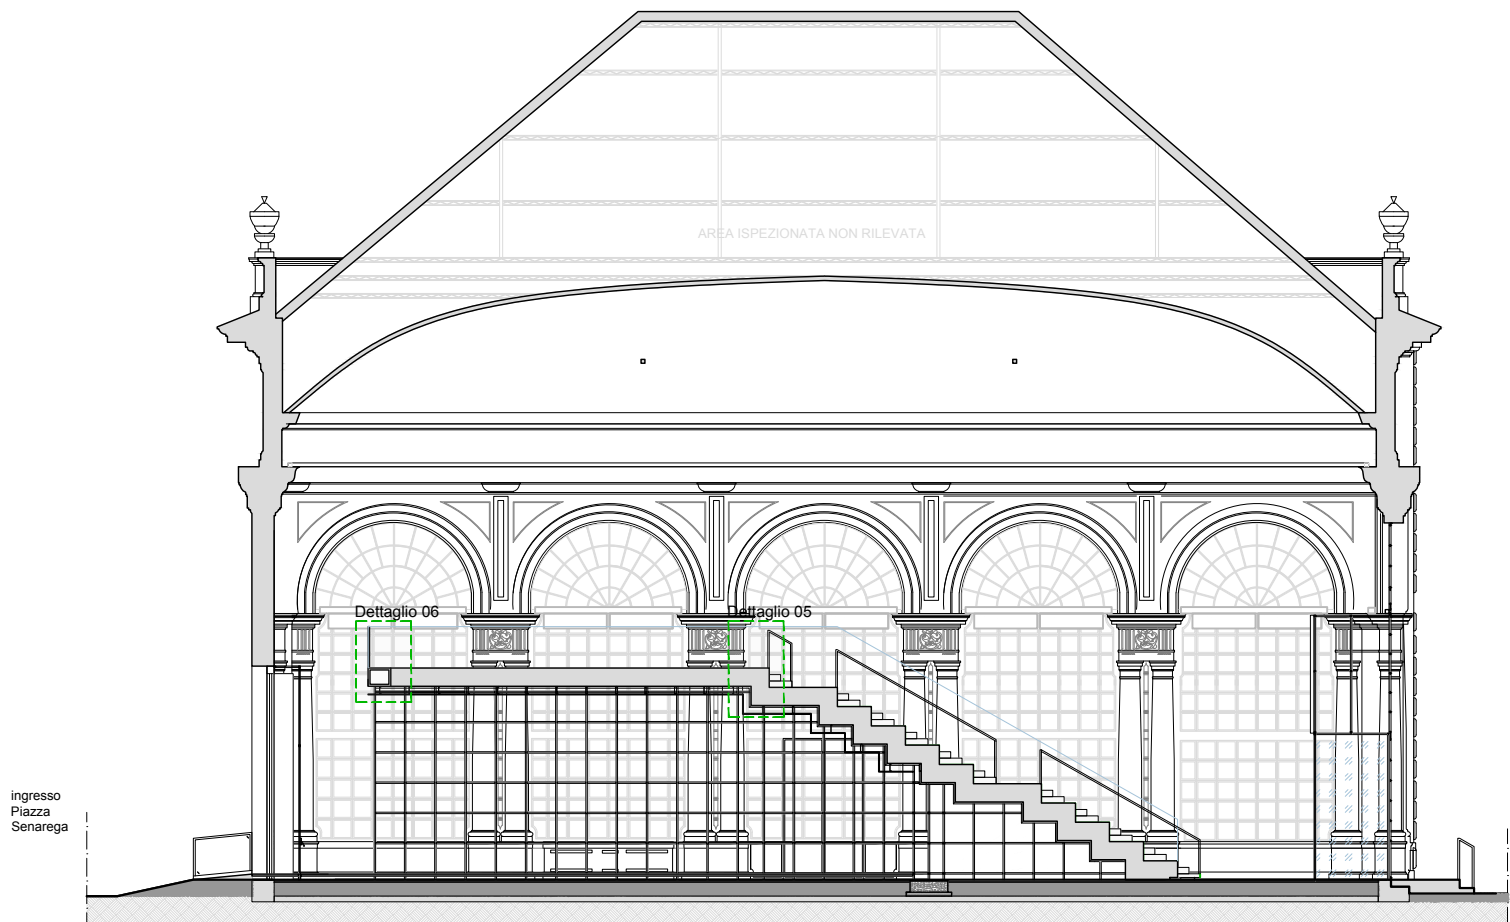 AREA ISPEZIONATA NON RILEVATA
Dettaglio 06
Dettaglio 05
ingresso
Piazza
Senarega